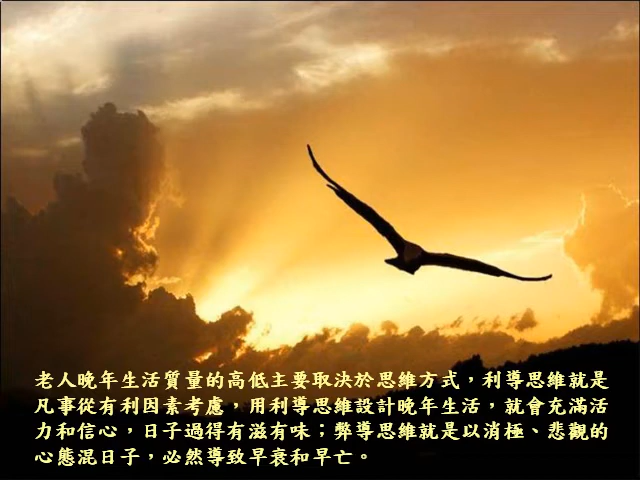 老人晚年生活質量的高低主要取決於思維方式，利導思維就是
凡事從有利因素考慮，用利導思維設計晚年生活，就會充滿活
力和信心，日子過得有滋有味；弊導思維就是以消極、悲觀的
心態混日子，必然導致早衰和早亡。